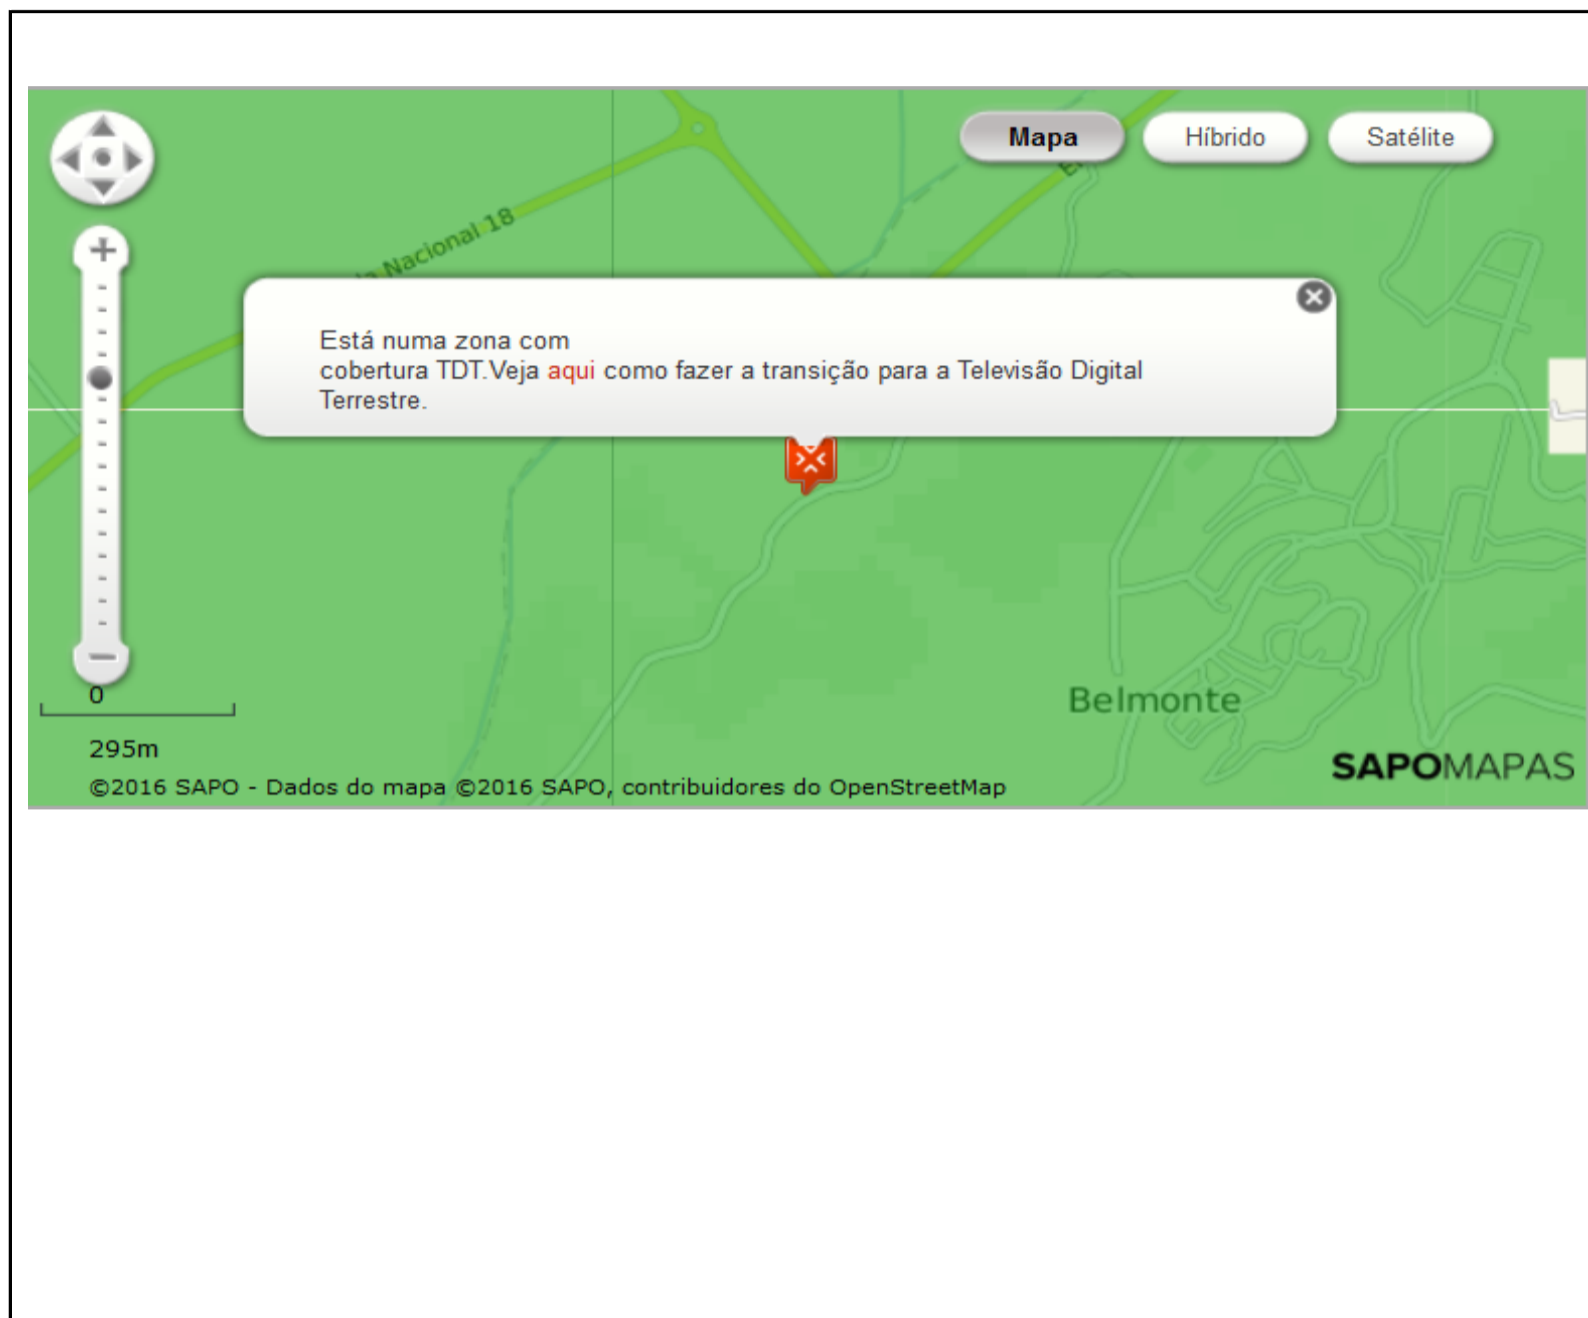 Mapa
Híbrido
Satélite
Nacional 18
Está numa zona com
cobertura TDT.Veja aqui como fazer a transição para a Televisão Digital
Terrestre.
Belmonte
0
295m
SAPOMAPAS
©2016 SAPO - Dados do mapa ©2016 SAPO, contribuidores do OpenStreetMap